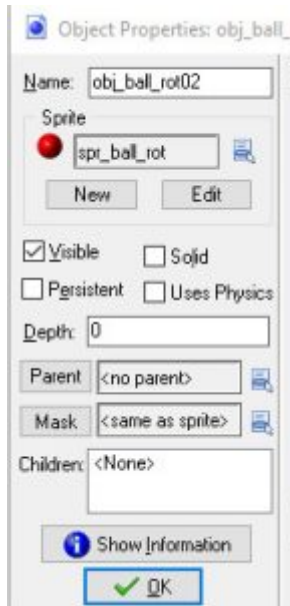 Object Properties: obj_ball_
Name: obj_ball_rot02
Sprite
spr_ball_rot
New Edit
Visible Solid
Persistent Uses Physics
Depth: 0
Parent <no parent>
Mask <same as sprite>
Children: <None>
Show Information
OK